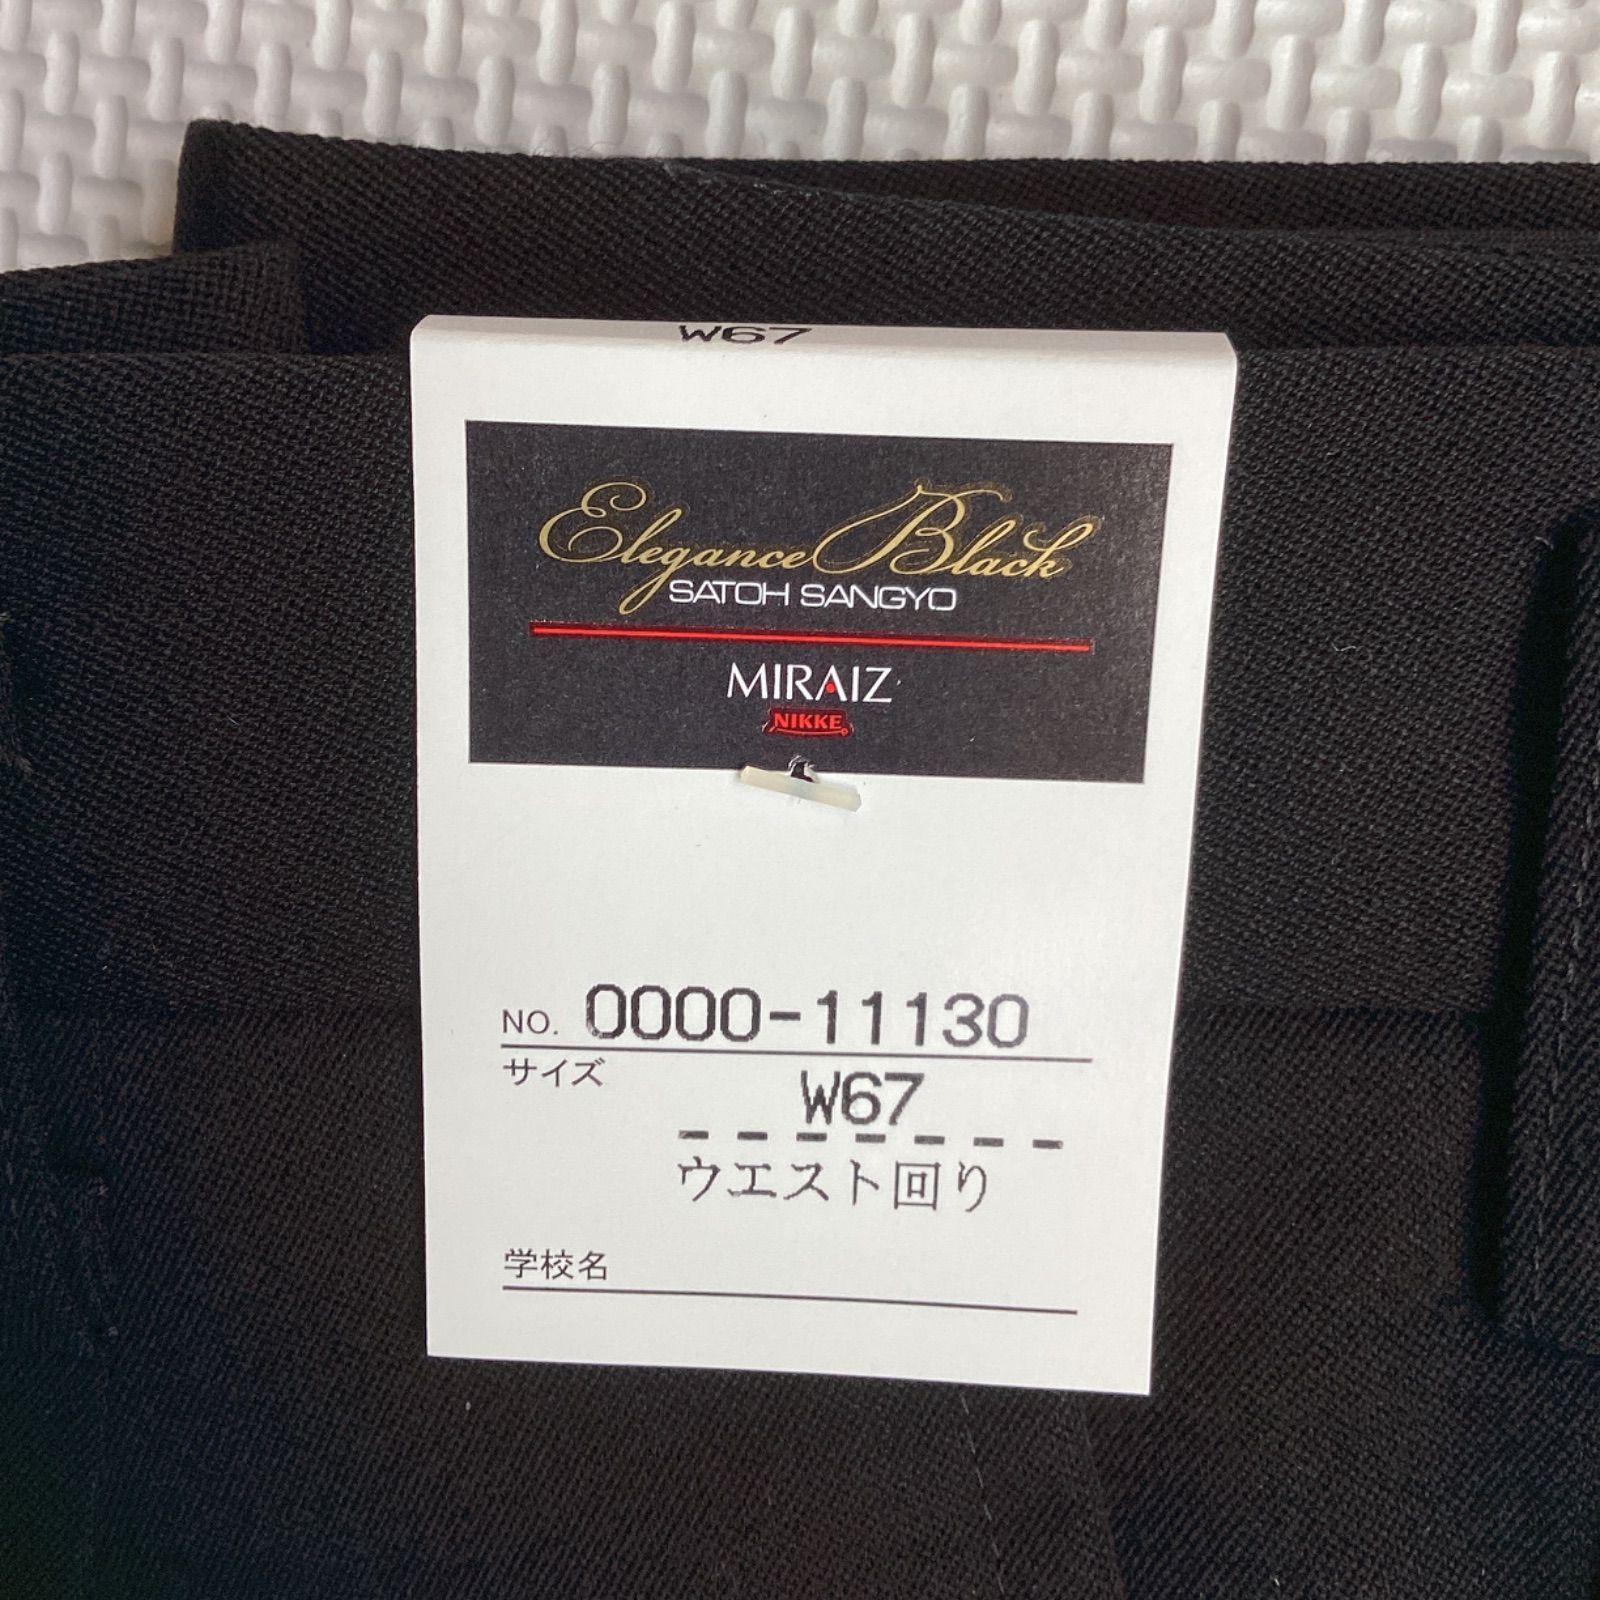 W67
Elegance Black
SATOH SANGYO
MIRAIZ
NIKKE
NO. 0000-11130
サイズ W67
ウエスト回り
学校名